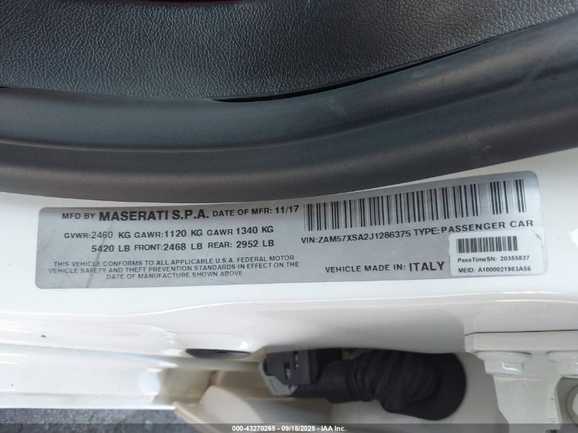 MFD BY MASERATI S.P.A. DATE OF MFR: 11/17
GVWR:2460 KG GAWR:1120 KG GAWR 1340 KG
5420 LB FRONT:2468 LB REAR: 2952 LB
THIS VEHICLE CONFORMS TO ALL APPLICABLE U.S.A. FEDERAL MOTOR
VEHICLE SAFETY AND THEFT PREVENTION STANDARDS IN EFFECT ON THE
DATE OF MANUFACTURE SHOWN ABOVE
VIN:ZAM57XSA2J1286375 TYPE:PASSENGER CAR
VEHICLE MADE IN: ITALY
PassTimeSN: 20355837
MEID: A1000021983A56
000-43270265 - 09/16/2025 - IAA Inc.